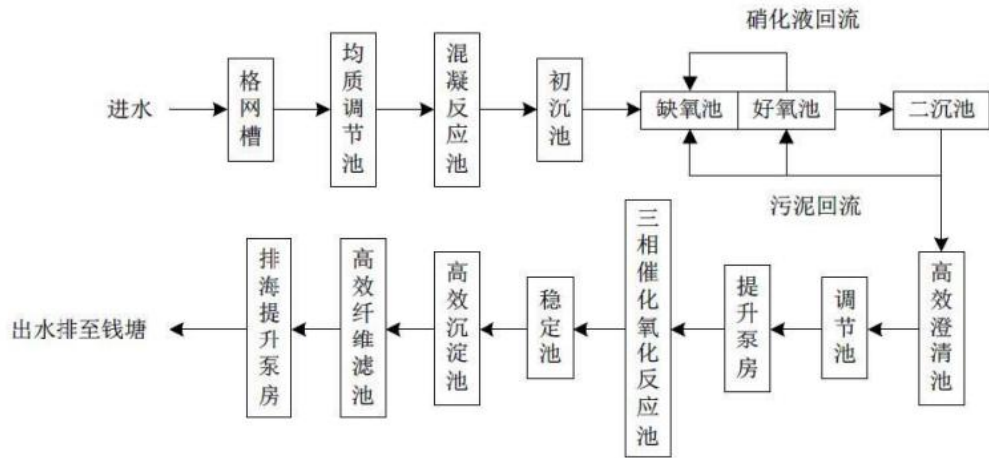 硝化液回流
进水
格网槽
均质调节池
混凝反应池
初沉池
缺氧池
好氧池
二沉池
污泥回流
出水排至钱塘
排海提升泵房
高效纤维滤池
高效沉淀池
稳定池
三相催化氧化反应池
提升泵房
调节池
高效澄清池